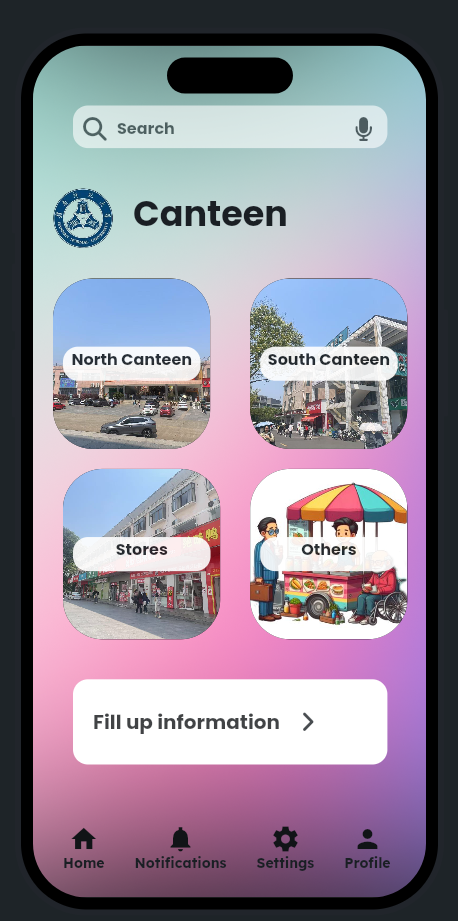 Search
Canteen
North Canteen
South Canteen
Stores
Others
Fill up information
Home
Notifications
Settings
Profile